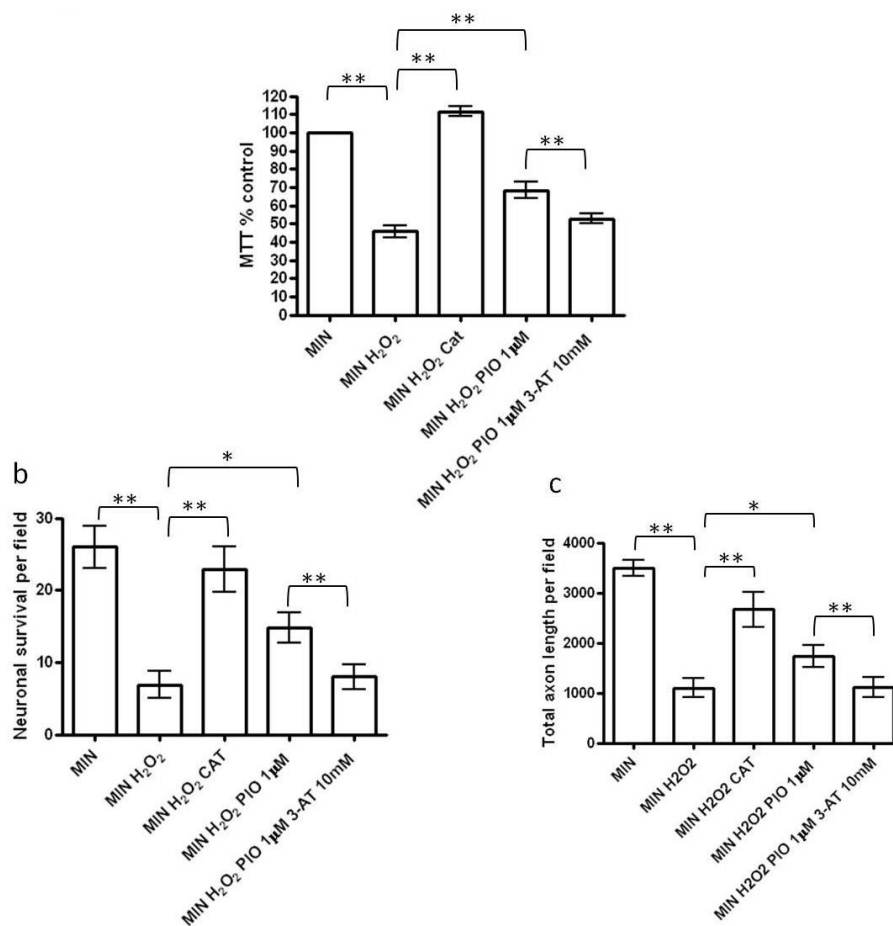 **
**
**
**
MTT % control
120
110
100
90
80
70
60
50
40
30
20
10
0
MIN
MIN H₂O₂
MIN H₂O₂ Cat
MIN H₂O₂ PIO 1µM
MIN H₂O₂ PIO 1µM 3-AT 10mM
b
*
**
**
**
Neuronal survival per field
30
20
10
0
MIN
MIN H₂O₂
MIN H₂O₂ CAT
MIN H₂O₂ PIO 1µM
MIN H₂O₂ PIO 1µM 3-AT 10mM
c
*
**
**
**
Total axon length per field
4000
3000
2000
1000
0
MIN
MIN H2O2
MIN H2O2 CAT
MIN H2O2 PIO 1µM
MIN H2O2 PIO 1µM 3-AT 10mM